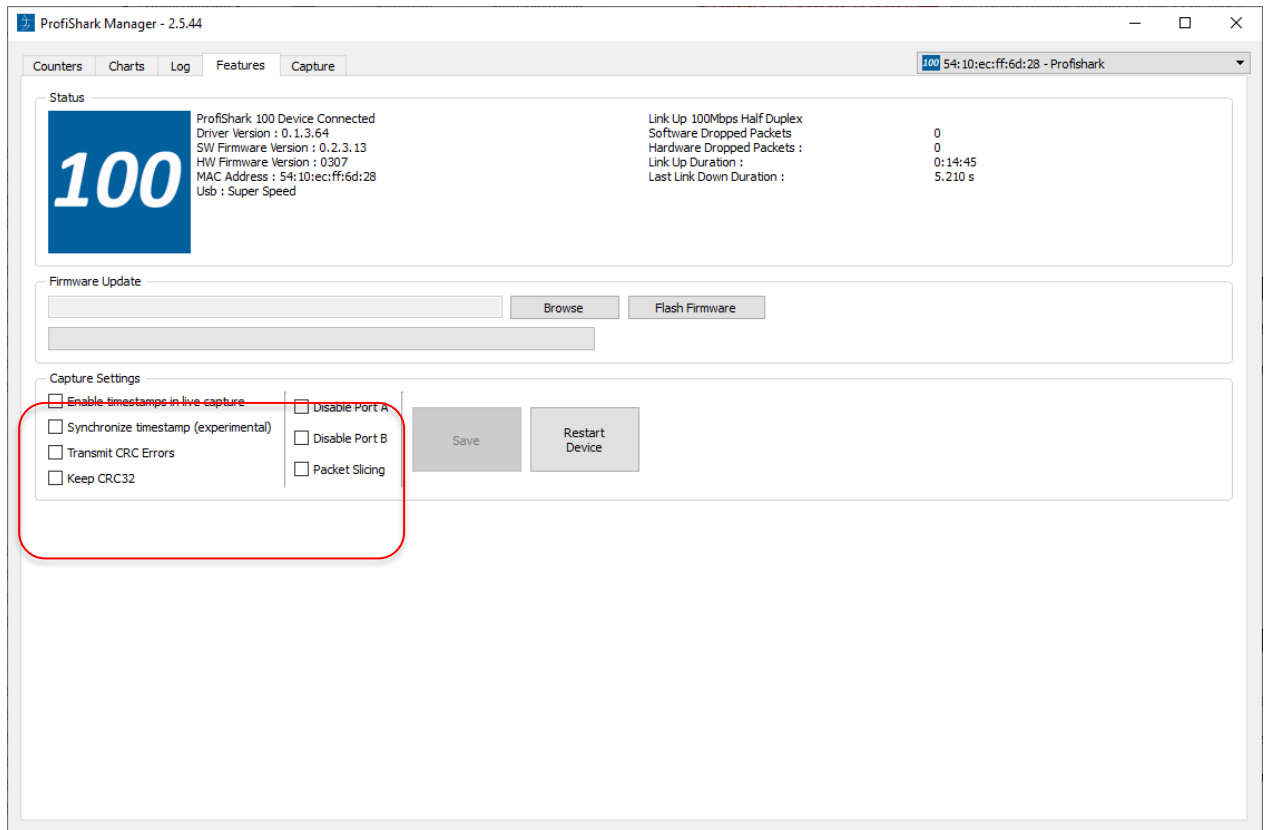 ProfiShark Manager - 2.5.44
Counters Charts Log Features Capture
100 54:10:ec:ff:6d:28 - Profishark
Status
100
ProfiShark 100 Device Connected
Driver Version : 0.1.3.64
SW Firmware Version : 0.2.3.13
HW Firmware Version : 0307
MAC Address : 54:10:ec:ff:6d:28
Usb : Super Speed
Link Up 100Mbps Half Duplex
Software Dropped Packets 0
Hardware Dropped Packets : 0
Link Up Duration : 0:14:45
Last Link Down Duration : 5.210 s
Firmware Update
Browse
Flash Firmware
Capture Settings
Enable timestamps in live capture
Synchronize timestamp (experimental)
Transmit CRC Errors
Keep CRC32
Disable Port A
Disable Port B
Packet Slicing
Save
Restart
Device